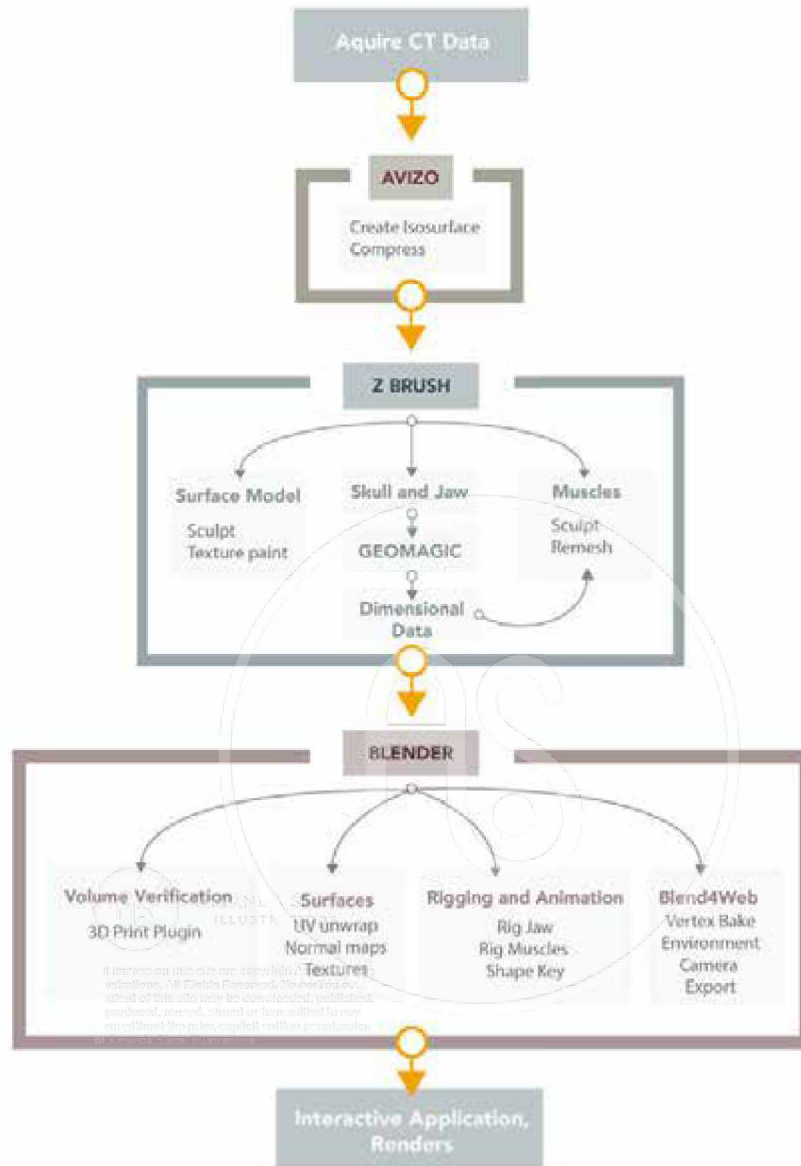 Aquire CT Data
AVIZO
Create Isosurface
Compress
Z BRUSH
Surface Model
Sculpt
Texture paint
Skull and Jaw
GEOMAGIC
Dimensional
Data
Muscles
Sculpt
Remesh
BLENDER
Volume Verification
3D Print Plugin
Surfaces
UV unwrap
Normal maps
Textures
Rigging and Animation
Rig Jaw
Rig Muscles
Shape Key
Blend4Web
Vertex Bake
Environment
Camera
Export
Interactive Application,
Renders